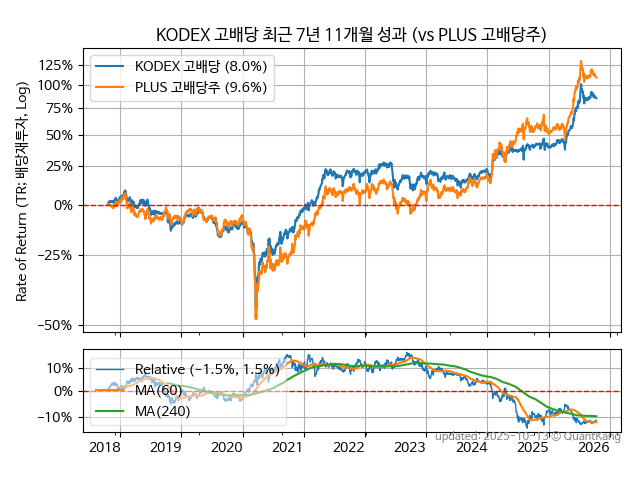 KODEX 고배당 최근 7년 11개월 성과 (vs PLUS 고배당주)
Rate of Return (TR: 배당재투자, Log)
125%
100%
75%
50%
25%
0%
−25%
−50%
KODEX 고배당 (8.0%)
PLUS 고배당주 (9.6%)
10%
0%
−10%
Relative (−1.5%, 1.5%)
MA(60)
MA(240)
2018 2019 2020 2021 2022 2023 2024 2025 2026
updated: 2025-10-13 © QuantKang